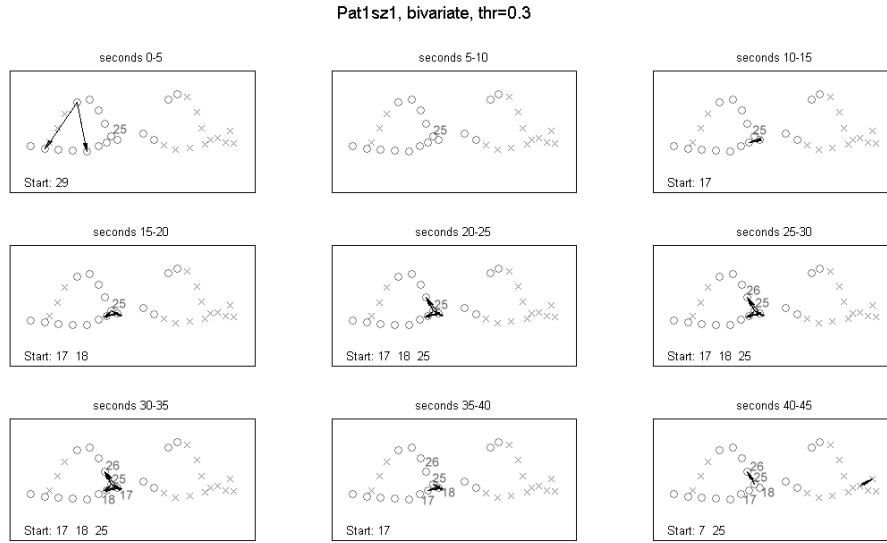 Pat1sz1, bivariate, thr=0.3
seconds 0-5
seconds 5-10
seconds 10-15
25
25
25
Start: 29
Start: 17
seconds 15-20
seconds 20-25
seconds 25-30
26
25
25
25
Start: 17 18
Start: 17 18 25
Start: 17 18 25
seconds 30-35
seconds 35-40
seconds 40-45
26
26
26
25
25
25
18 17
17 18
17 18
Start: 17 18 25
Start: 17
Start: 7 25